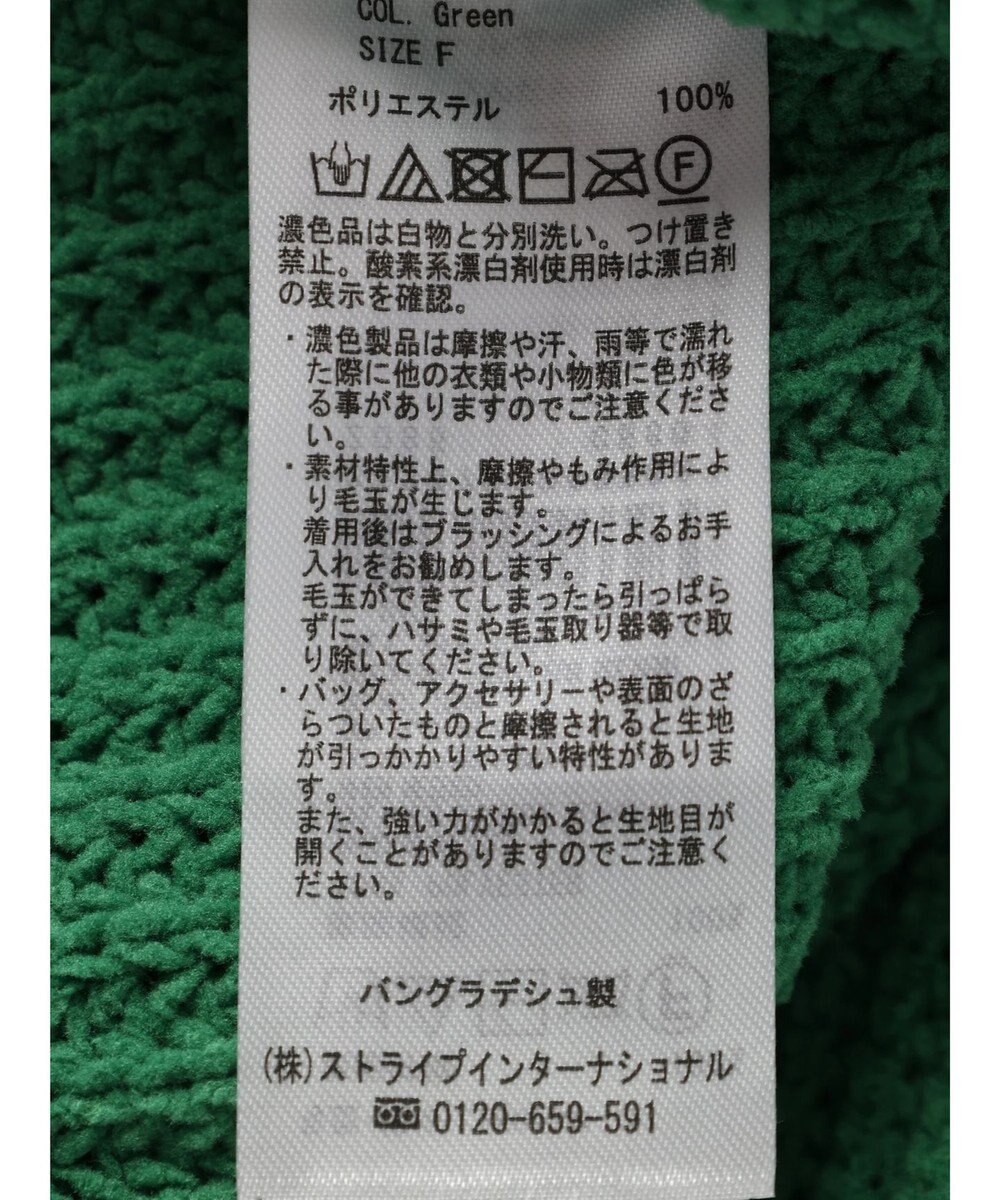 COL. Green
SIZE F
ポリエステル 100%
F
濃色品は白物と分別洗い。つけ置き
禁止。酸素系漂白剤使用時は漂白剤
の表示を確認。
・濃色製品は摩擦や汗、雨等で濡れ
た際に他の衣類や小物類に色が移
る事がありますのでご注意くださ
い。
・素材特性上、摩擦やもみ作用によ
り毛玉が生じます。
着用後はブラッシングによるお手
入れをお勧めします。
毛玉ができてしまったら引っぱら
ずに、ハサミや毛玉取り器等で取
り除いてください。
・バッグ、アクセサリーや表面のざ
らついたものと摩擦されると生地
が引っかかりやすい特性がありま
す。
また、強い力がかかると生地目が
開くことがありますのでご注意く
ださい。
バングラデシュ製
(株)ストライプインターナショナル
0120-659-591